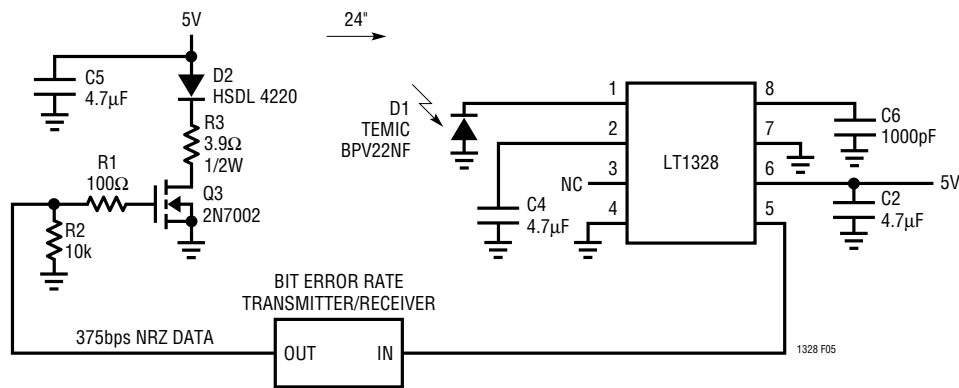 5V
24"
C5
4.7µF
D2
HSDL 4220
R3
3.9Ω
1/2W
R1
100Ω
Q3
2N7002
R2
10k
D1
TEMIC
BPV22NF
1
2
3
4
NC
C4
4.7µF
LT1328
8
7
6
5
C6
1000pF
5V
C2
4.7µF
BIT ERROR RATE
TRANSMITTER/RECEIVER
375bps NRZ DATA
OUT
IN
1328 F05